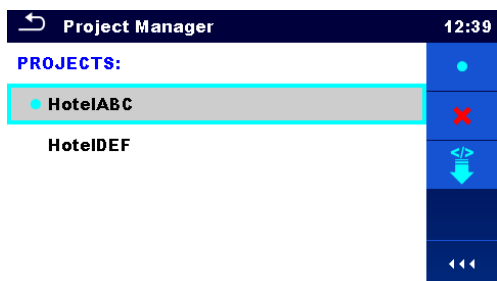 Project Manager 12:39
PROJECTS:
HotelABC
HotelDEF
</>